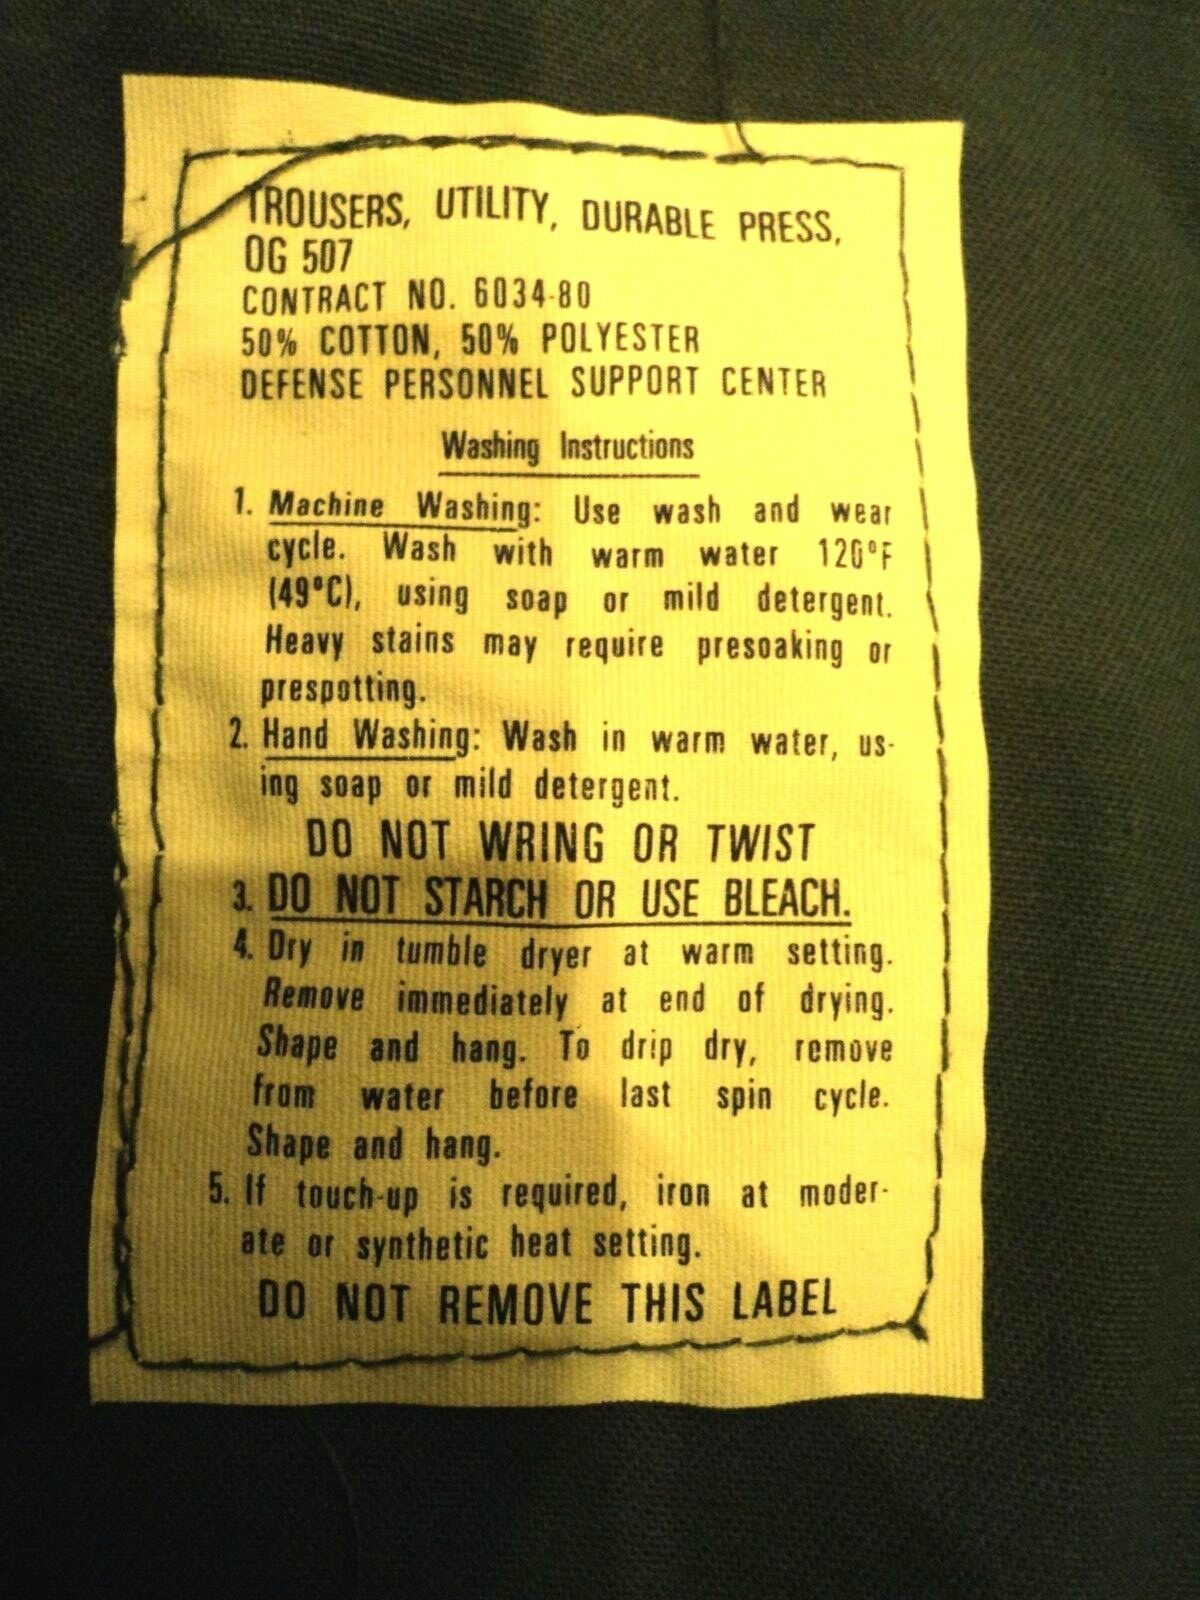 TROUSERS, UTILITY, DURABLE PRESS,
OG 507
CONTRACT NO. 6034-80
50% COTTON, 50% POLYESTER
DEFENSE PERSONNEL SUPPORT CENTER
Washing Instructions
1. Machine Washing: Use wash and wear
cycle. Wash with warm water 120°F
(49°C), using soap or mild detergent.
Heavy stains may require presoaking or
prespotting.
2. Hand Washing: Wash in warm water, us-
ing soap or mild detergent.
DO NOT WRING OR TWIST
3. DO NOT STARCH OR USE BLEACH.
4. Dry in tumble dryer at warm setting.
Remove immediately at end of drying.
Shape and hang. To drip dry, remove
from water before last spin cycle.
Shape and hang.
5. If touch-up is required, iron at moder-
ate or synthetic heat setting.
DO NOT REMOVE THIS LABEL